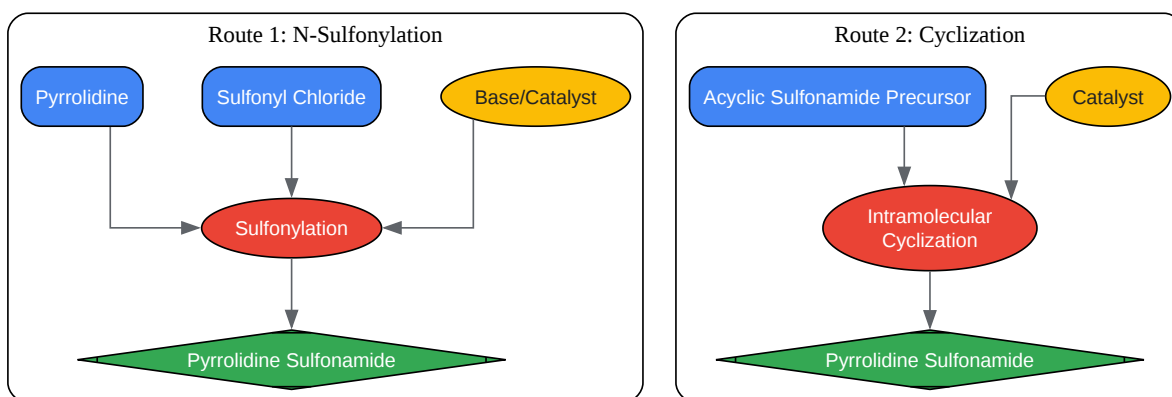 Route 1: N-Sulfonylation
Pyrrolidine
Sulfonyl Chloride
Base/Catalyst
Sulfonylation
Pyrrolidine Sulfonamide
Route 2: Cyclization
Acyclic Sulfonamide Precursor
Catalyst
Intramolecular
Cyclization
Pyrrolidine Sulfonamide